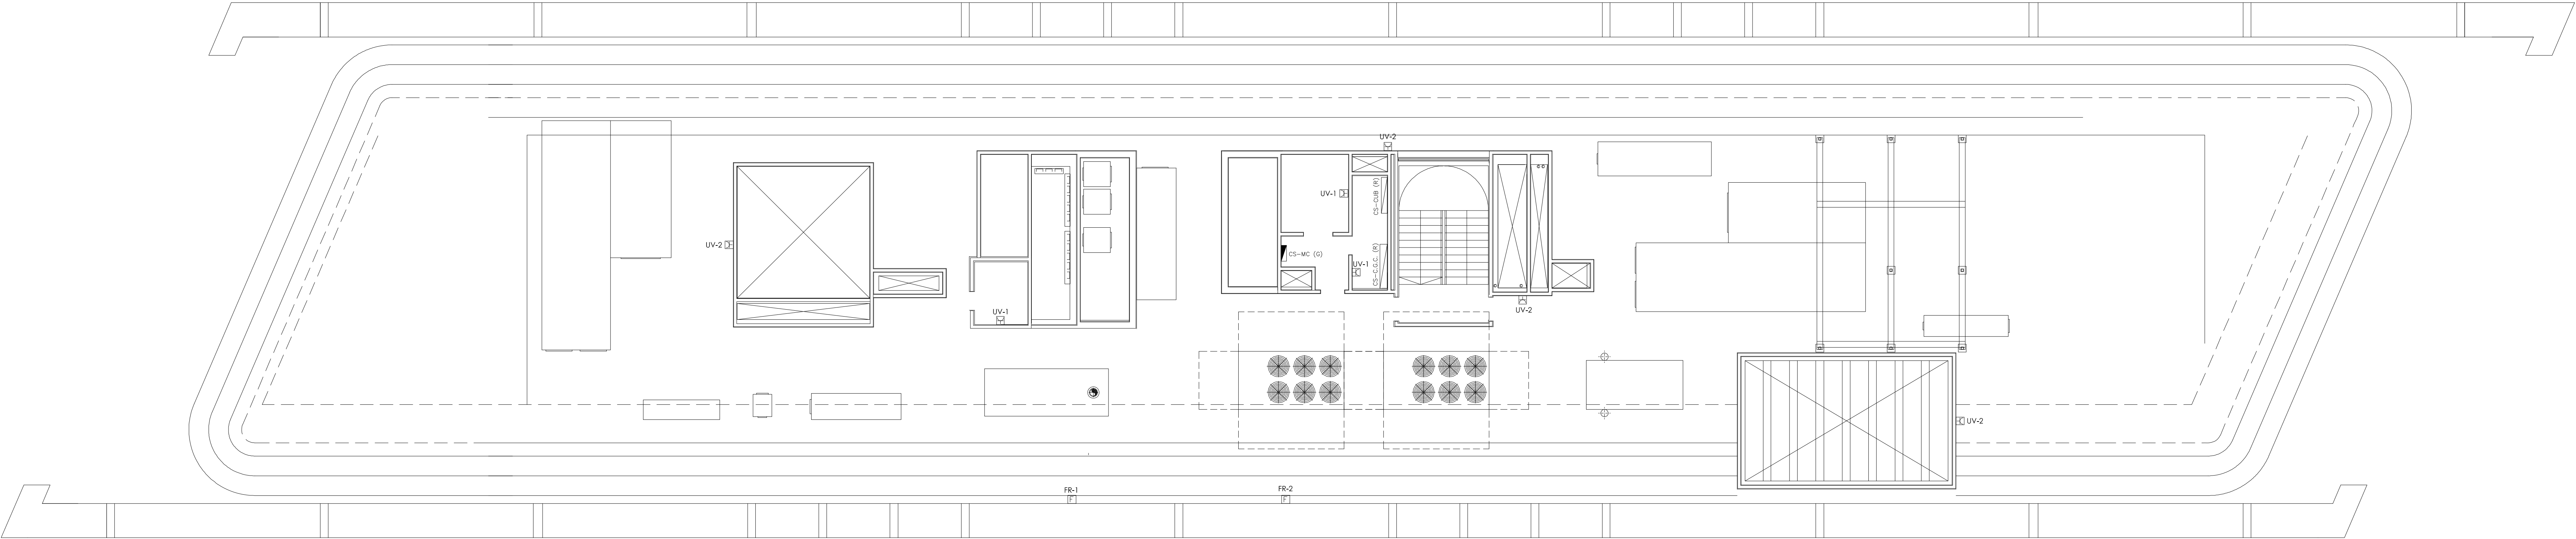 UV-2
UV-1
CS-CUB (R)
UV-2
CS-C.G.C. (R)
CS-MC (G)
UV-1
UV-1
UV-2
UV-2
FR-1
F
FR-2
F